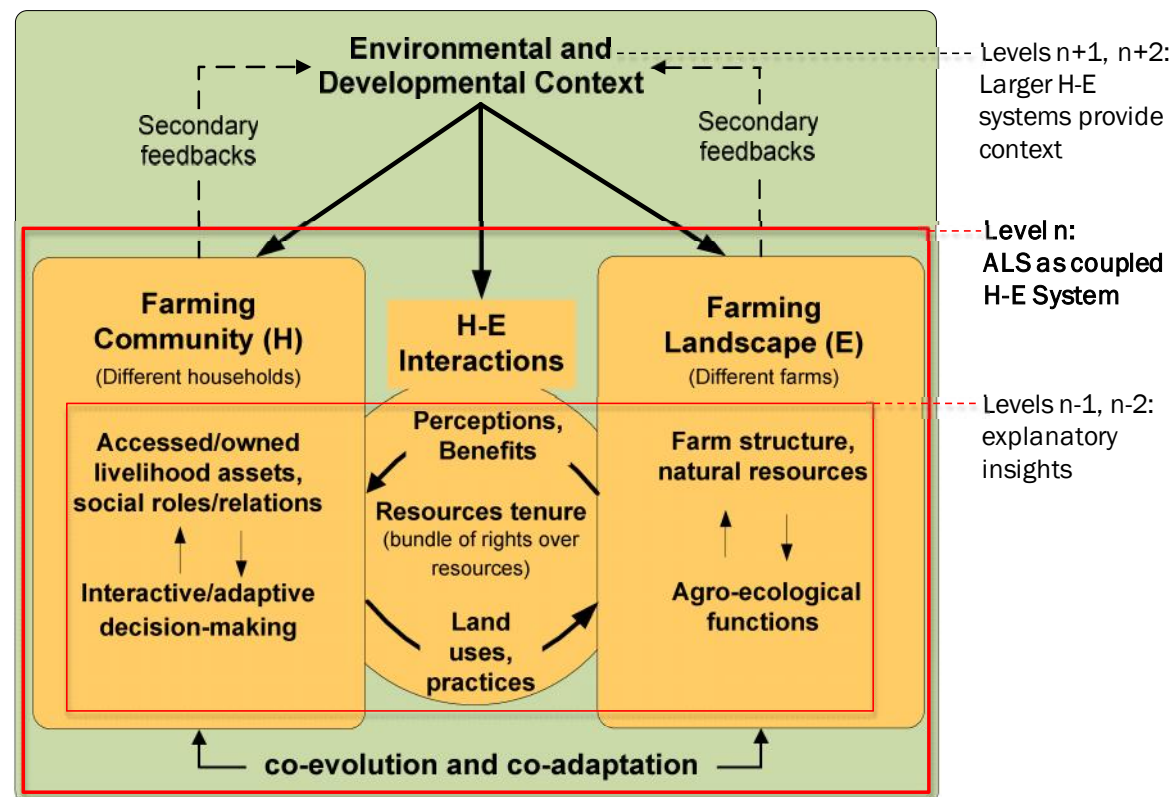 Environmental and
Developmental Context
Secondary
feedbacks
Secondary
feedbacks
Levels n+1, n+2:
Larger H-E
systems provide
context
Level n:
ALS as coupled
H-E System
Farming
Community (H)
(Different households)
H-E
Interactions
Farming
Landscape (E)
(Different farms)
Levels n-1, n-2:
explanatory
insights
Accessed/owned
livelihood assets,
social roles/relations
Interactive/adaptive
decision-making
Perceptions,
Benefits
Resources tenure
(bundle of rights over
resources)
Land
uses,
practices
Farm structure,
natural resources
Agro-ecological
functions
co-evolution and co-adaptation